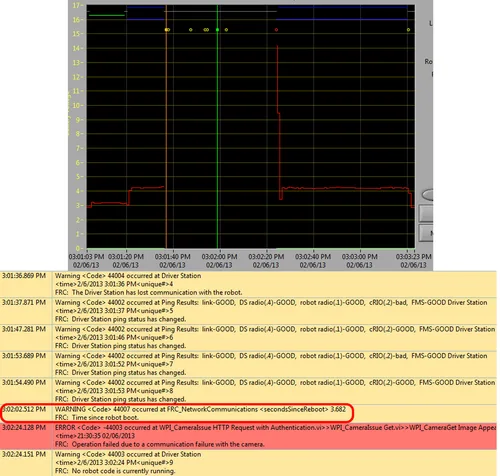 17-
16-
15-
14-
13-
12-
11-
10-
9-
8-
7-
6-
5-
4-
3-
2-
1-
0-
L
Ro
3:01:03 PM 03:01:20 PM 03:01:40 PM 03:02:00 PM 03:02:20 PM 03:02:40 PM 03:03:00 PM 03:03:23 PM
02/06/13 02/06/13 02/06/13 02/06/13 02/06/13 02/06/13 02/06/13 02/06/13
3:01:36.869 PM Warning <Code> 44004 occurred at Driver Station
<time>2/6/2013 3:01:36 PM<unique#>4
FRC: The Driver Station has lost communication with the robot.
3:01:37.871 PM Warning <Code> 44002 occurred at Ping Results: link-GOOD, DS radio(.4)-GOOD, robot radio(.1)-GOOD, cRIO(.2)-bad, FMS-GOOD Driver Station
<time>2/6/2013 3:01:37 PM<unique#>5
FRC: Driver Station ping status has changed.
3:01:47.281 PM Warning <Code> 44002 occurred at Ping Results: link-GOOD, DS radio(.4)-GOOD, robot radio(.1)-GOOD, cRIO(.2)-GOOD, FMS-GOOD Driver Station
<time>2/6/2013 3:01:46 PM<unique#>6
FRC: Driver Station ping status has changed.
3:01:53.689 PM Warning <Code> 44002 occurred at Ping Results: link-GOOD, DS radio(.4)-GOOD, robot radio(.1)-GOOD, cRIO(.2)-bad, FMS-GOOD Driver Station
<time>2/6/2013 3:01:52 PM<unique#>7
FRC: Driver Station ping status has changed.
3:01:54.490 PM Warning <Code> 44002 occurred at Ping Results: link-GOOD, DS radio(.4)-GOOD, robot radio(.1)-GOOD, cRIO(.2)-GOOD, FMS-GOOD Driver Station
<time>2/6/2013 3:01:53 PM<unique#>8
FRC: Driver Station ping status has changed.
3:02:02.512 PM WARNING <Code> 44007 occurred at FRC_NetworkCommunications <secondsSinceReboot> 3.682
FRC: Time since robot boot.
3:02:24.128 PM ERROR <Code> -44003 occurred at WPI_CameraIssue HTTP Request with Authentication.vi>>WPI_CameraIssue Get.vi>>WPI_CameraGet Image Appea
<time>21:30:35 02/06/2013
FRC: Operation failed due to a communication failure with the camera.
3:02:24.151 PM Warning <Code> 44003 occurred at Driver Station
<time>2/6/2013 3:02:24 PM<unique#>9
FRC: No robot code is currently running.